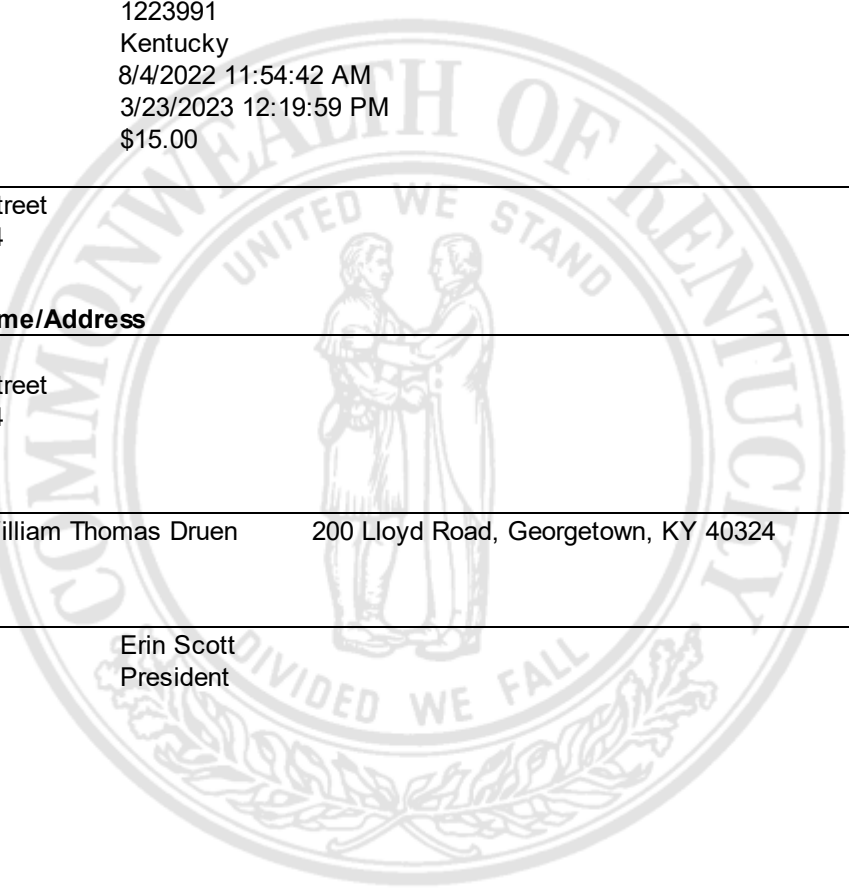 1223991
Kentucky
8/4/2022 11:54:42 AM
3/23/2023 12:19:59 PM
$15.00
COMMONWEALTH OF KENTUCKY
UNITED WE STAND
treet
4
me/Address
treet
4
illiam Thomas Druen 200 Lloyd Road, Georgetown, KY 40324
Erin Scott
President
DIVIDED WE FALL